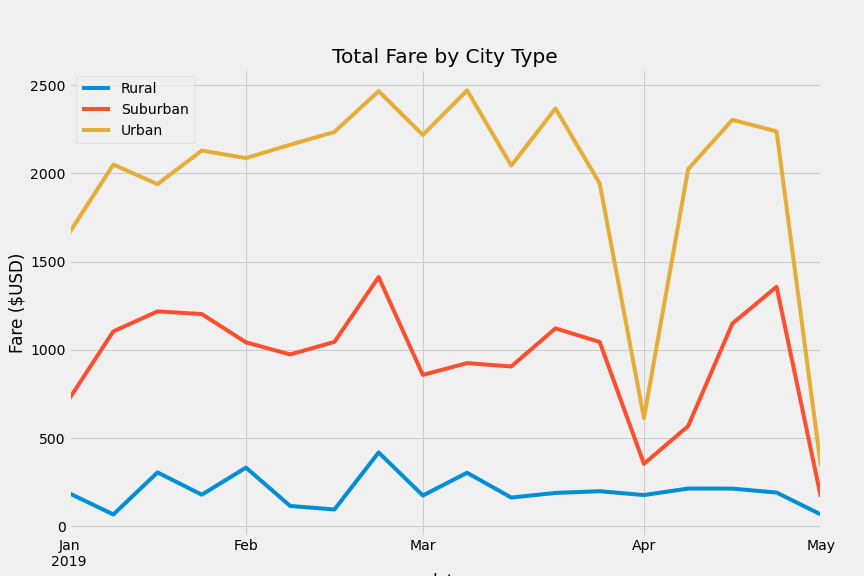 Total Fare by City Type
Rural
Suburban
Urban
Fare ($USD)
2500
2000
1500
1000
500
0
Jan Feb Mar Apr May
2019